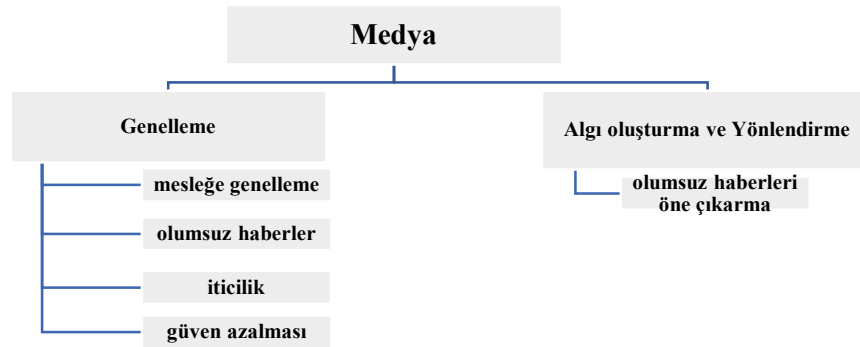 Medya
Genelleme
mesleğe genelleme
olumsuz haberler
iticilik
güven azalması
Algı oluşturma ve Yönlendirme
olumsuz haberleri
öne çıkarma